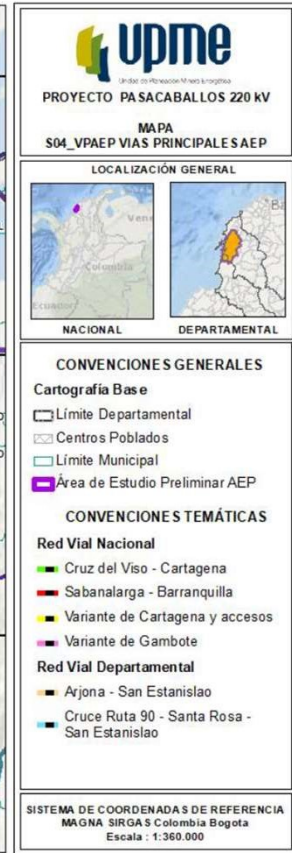 upme
Unidad de Planeación Minero Energética
PROYECTO PASACABALLOS 220 kV
MAPA
S04_VPAEP VIAS PRINCIPALES AEP
LOCALIZACIÓN GENERAL
Vene
Colombia
Ecuador
Ba
NACIONAL
DEPARTAMENTAL
CONVENCIONES GENERALES
Cartografía Base
Límite Departamental
Centros Poblados
Límite Municipal
Área de Estudio Preliminar AEP
CONVENCIONES TEMÁTICAS
Red Vial Nacional
Cruz del Viso - Cartagena
Sabanalarga - Barranquilla
Variante de Cartagena y accesos
Variante de Gambote
Red Vial Departamental
Arjona - San Estanislao
Cruce Ruta 90 - Santa Rosa -
San Estanislao
SISTEMA DE COORDENADAS DE REFERENCIA
MAGNA SIRGAS Colombia Bogota
Escala : 1:360.000